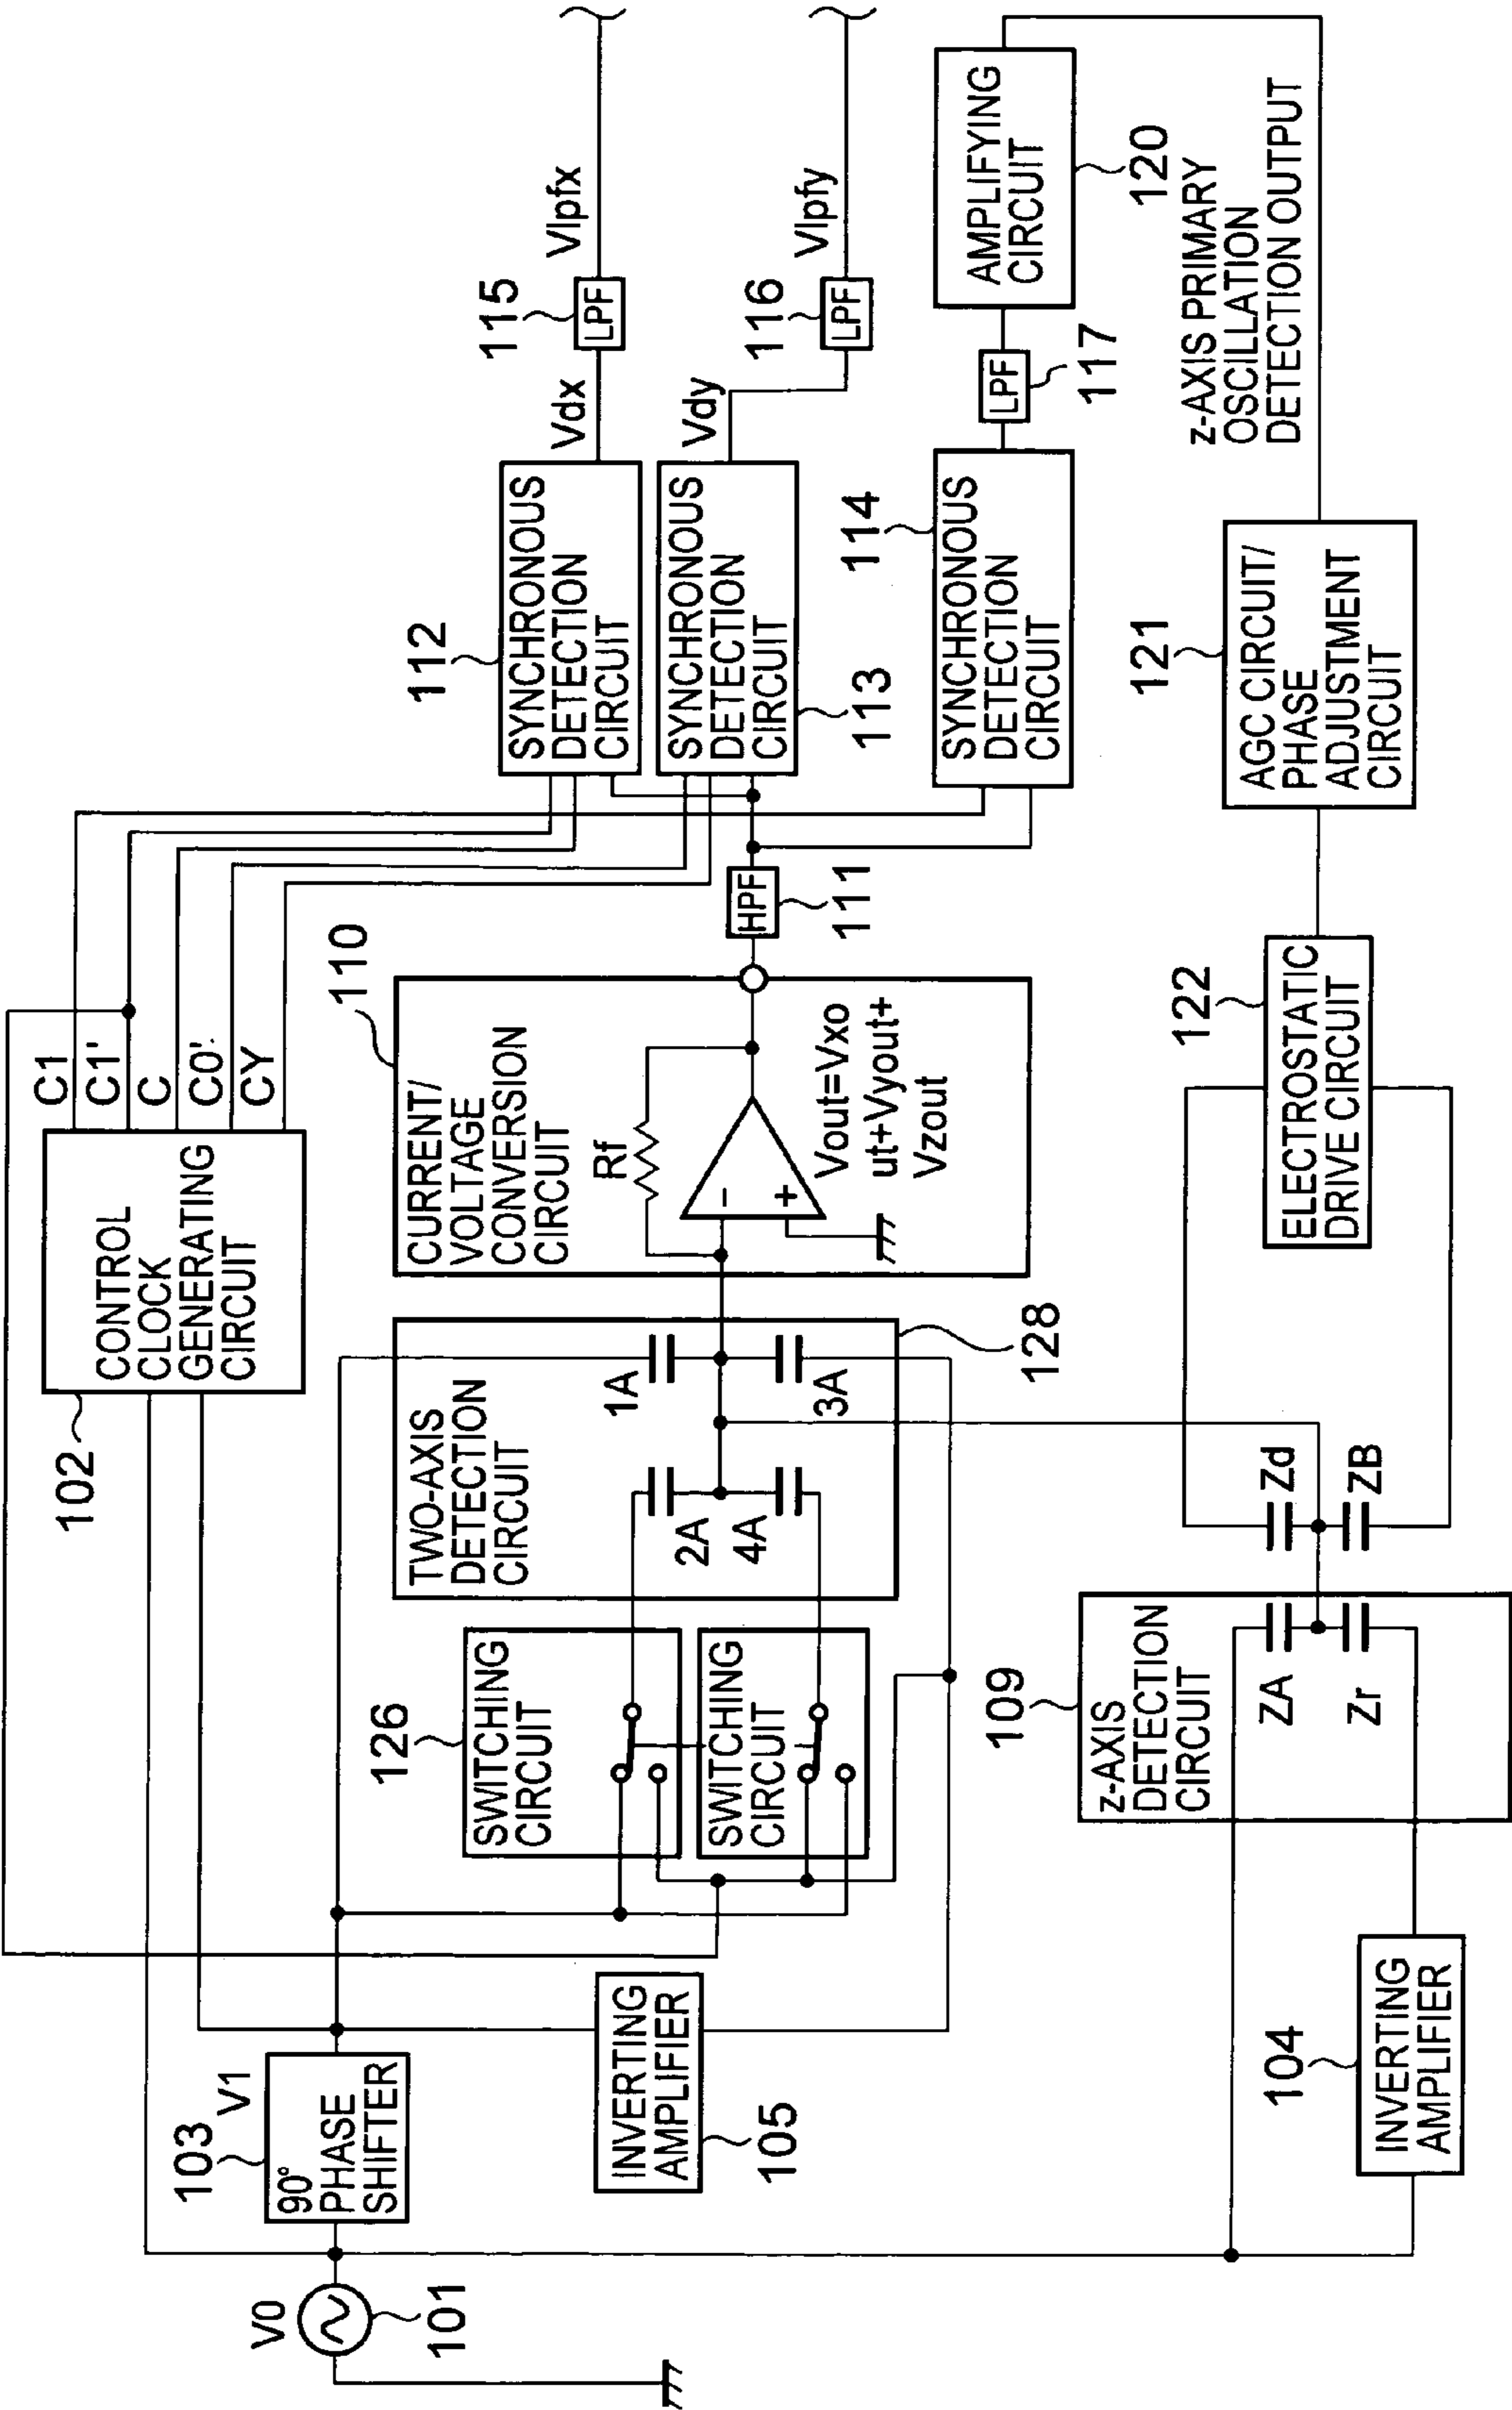 V0
101
103
V1
90°
PHASE
SHIFTER
102
CONTROL
CLOCK
GENERATING
CIRCUIT
C1
C1'
C
C0'
CY
INVERTING
AMPLIFIER
105
126
SWITCHING
CIRCUIT
SWITCHING
CIRCUIT
TWO-AXIS
DETECTION
CIRCUIT
1A
2A
4A
3A
128
110
CURRENT/
VOLTAGE
CONVERSION
CIRCUIT
Rf
-
+
Vout=Vxo
ut+Vyout+
Vzout
HPF
111
112
SYNCHRONOUS
DETECTION
CIRCUIT
Vdx
115
LPF
Vlpfx
SYNCHRONOUS
DETECTION
CIRCUIT
113
Vdy
116
LPF
Vlpfy
114
SYNCHRONOUS
DETECTION
CIRCUIT
LPF
117
AMPLIFYING
CIRCUIT
120
z-AXIS PRIMARY
OSCILLATION
DETECTION OUTPUT
104
INVERTING
AMPLIFIER
109
z-AXIS
DETECTION
CIRCUIT
ZA
Zr
Zd
ZB
122
ELECTROSTATIC
DRIVE CIRCUIT
121
AGC CIRCUIT/
PHASE
ADJUSTMENT
CIRCUIT